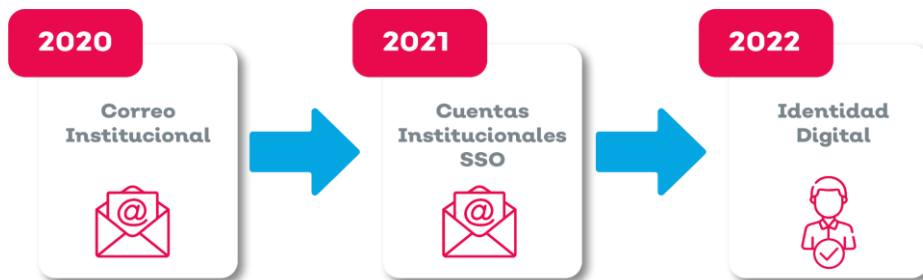 2020
Correo
Institucional
@
2021
Cuentas
Institucionales
SSO
@
2022
Identidad
Digital